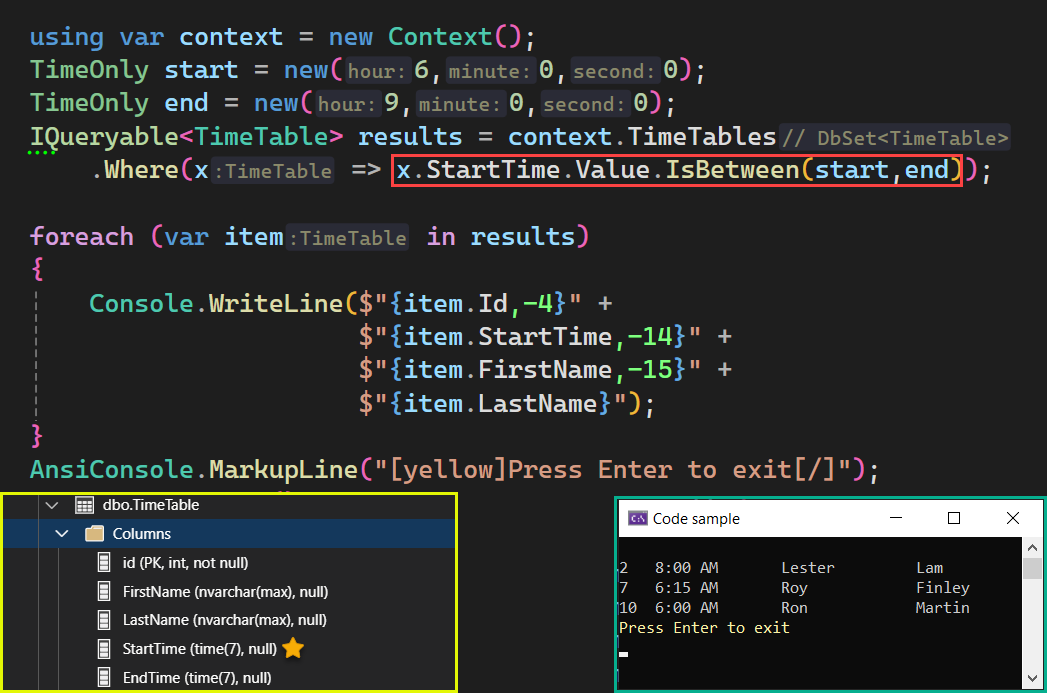 using var context = new Context();
TimeOnly start = new(hour:6,minute:0,second:0);
TimeOnly end = new(hour:9,minute:0,second:0);
IQueryable<TimeTable> results = context.TimeTables // DbSet<TimeTable>
.Where(x:TimeTable => x.StartTime.Value.IsBetween(start,end));
foreach (var item:TimeTable in results)
{
Console.WriteLine($"{item.Id,-4}" +
$"{item.StartTime,-14}" +
$"{item.FirstName,-15}" +
$"{item.LastName}");
}
AnsiConsole.MarkupLine("[yellow]Press Enter to exit[/]");
dbo.TimeTable
Columns
id (PK, int, not null)
FirstName (nvarchar(max), null)
LastName (nvarchar(max), null)
StartTime (time(7), null)
EndTime (time(7), null)
C:\ Code sample
2 8:00 AM Lester Lam
7 6:15 AM Roy Finley
10 6:00 AM Ron Martin
Press Enter to exit